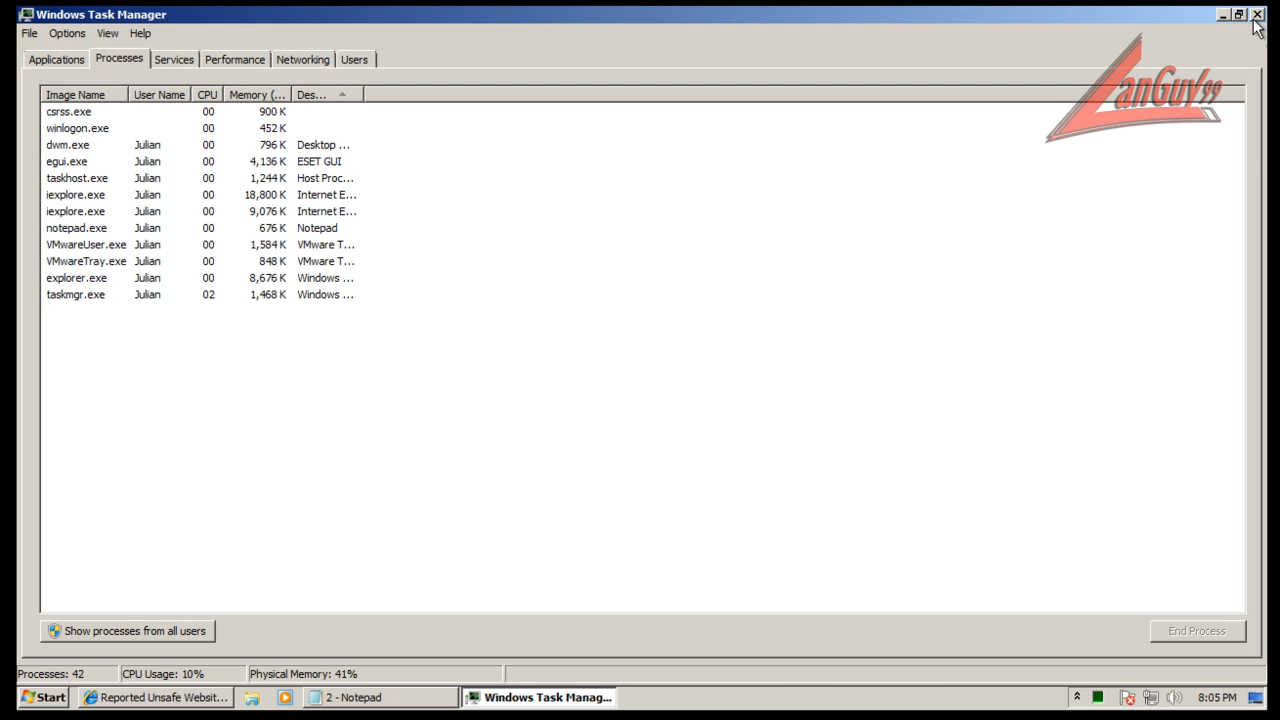 Windows Task Manager
File Options View Help
Applications Processes Services Performance Networking Users
LanGuy99
Image Name User Name CPU Memory (... Des...
csrss.exe 00 900 K
winlogon.exe 00 452 K
dwm.exe Julian 00 796 K Desktop ...
egui.exe Julian 00 4,136 K ESET GUI
taskhost.exe Julian 00 1,244 K Host Proc...
iexplore.exe Julian 00 18,800 K Internet E...
iexplore.exe Julian 00 9,076 K Internet E...
notepad.exe Julian 00 676 K Notepad
VMwareUser.exe Julian 00 1,584 K VMware T...
VMwareTray.exe Julian 00 848 K VMware T...
explorer.exe Julian 00 8,676 K Windows ...
taskmgr.exe Julian 02 1,468 K Windows ...
Show processes from all users End Process
Processes: 42 CPU Usage: 10% Physical Memory: 41%
Start Reported Unsafe Websit... 2 - Notepad Windows Task Manag... 8:05 PM